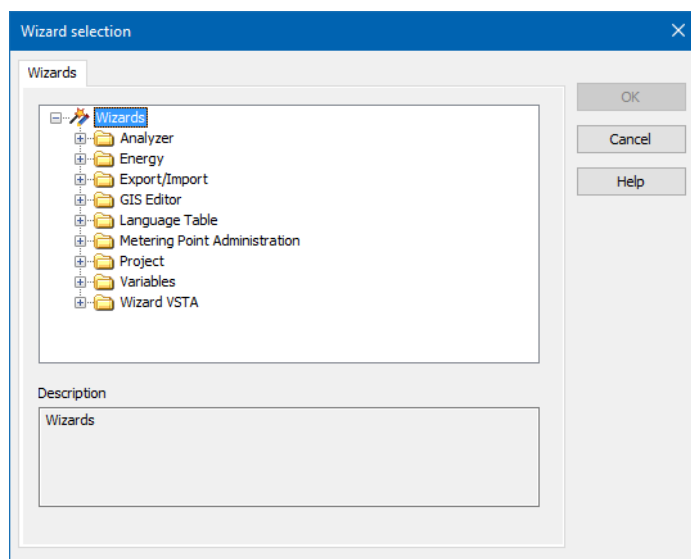 Wizard selection
Wizards
Wizards
Analyzer
Energy
Export/Import
GIS Editor
Language Table
Metering Point Administration
Project
Variables
Wizard VSTA
Description
Wizards
OK
Cancel
Help